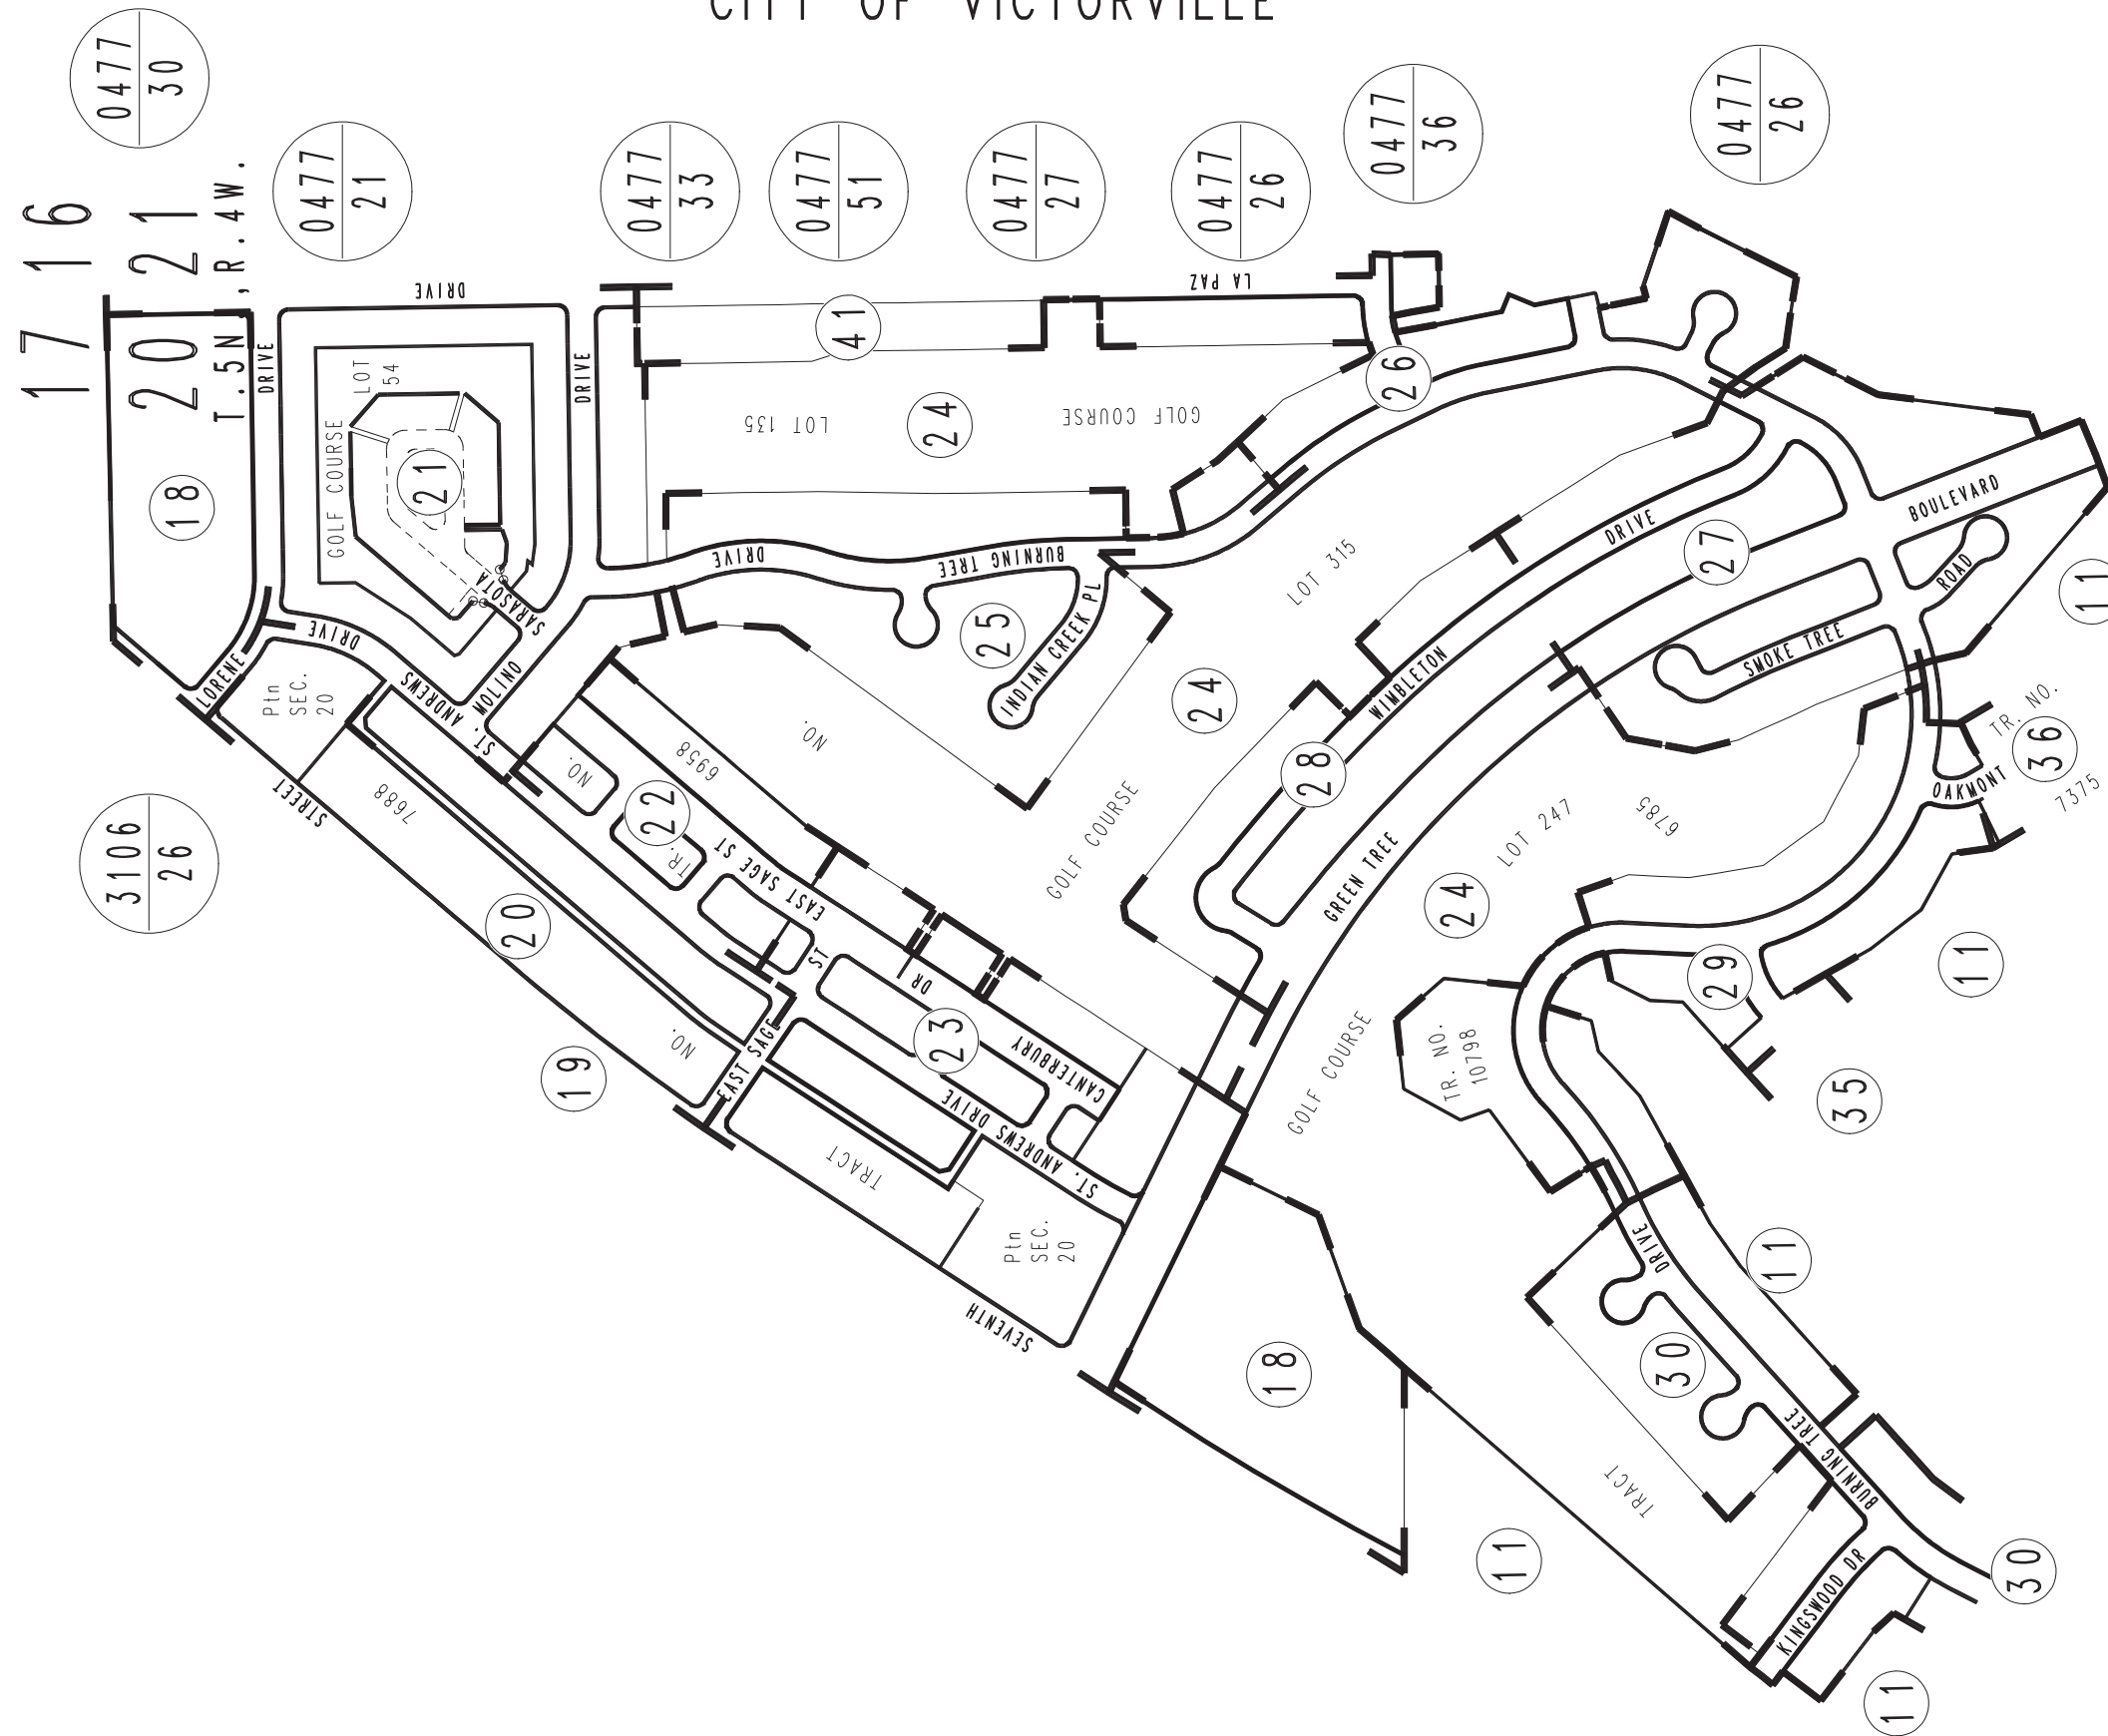 CITY OF VICTORVILLE
0477
30
17 16
20 21
T.5N.,R.4W.
0477
21
0477
33
0477
51
0477
27
0477
26
0477
36
0477
26
3106
26
DRIVE
DRIVE
DRIVE
LA PAZ
18
GOLF COURSE
LOT
54
21
SARASOTA
41
LOT 135
24
GOLF COURSE
26
LORENE
DRIVE
ST. ANDREWS
MOLINO
Ptn
SEC.
20
STREET
7688
NO.
22
TR.
6958
NO.
EAST SAGE ST
DRIVE
BURNING TREE
25
INDIAN CREEK PL
24
LOT 315
GOLF COURSE
28
WIMBLETON
DRIVE
27
BOULEVARD
ROAD
SMOKE TREE
11
TR. NO.
36
7375
OAKMONT
GREEN TREE
LOT 247
6785
24
20
19
NO.
EAST SAGE
ST
23
DR
CANTERBURY
DRIVE
ST. ANDREWS
TRACT
Ptn
SEC.
20
SEVENTH
GOLF COURSE
TR. NO.
10798
29
11
35
18
DRIVE
11
30
BURNING TREE
TRACT
11
KINGSWOOD DR
30
11